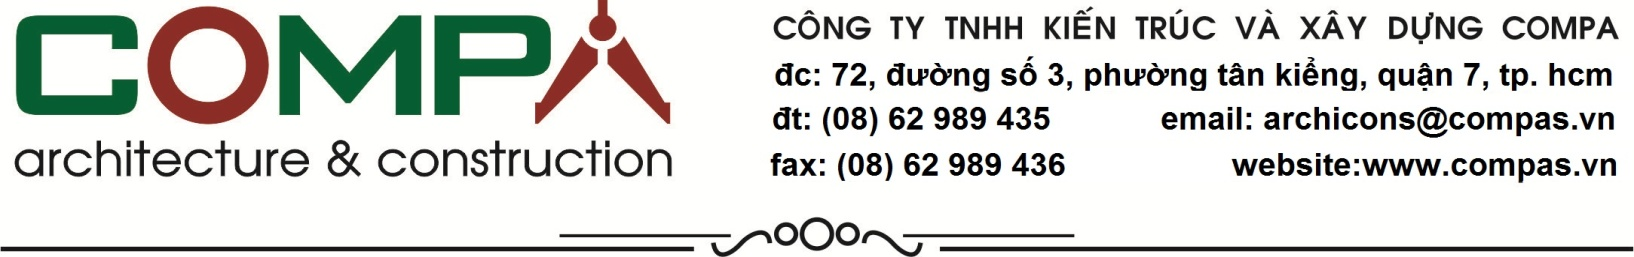 COMPA
architecture & construction
CÔNG TY TNHH KIẾN TRÚC VÀ XÂY DỰNG COMPA
đc: 72, đường số 3, phường tân kiểng, quận 7, tp. hcm
đt: (08) 62 989 435 email: archicons@compas.vn
fax: (08) 62 989 436 website:www.compas.vn